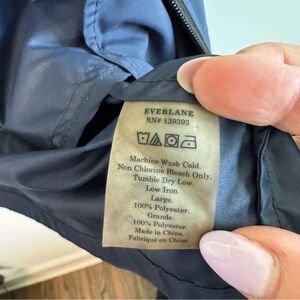 EVERLANE
RN# 139393
Machine Wash Cold.
Non Chlorine Bleach Only.
Tumble Dry Low.
Low Iron.
Large.
100% Polyester.
Grande.
100% Polyester.
Made in China.
Fabriqué en Chine